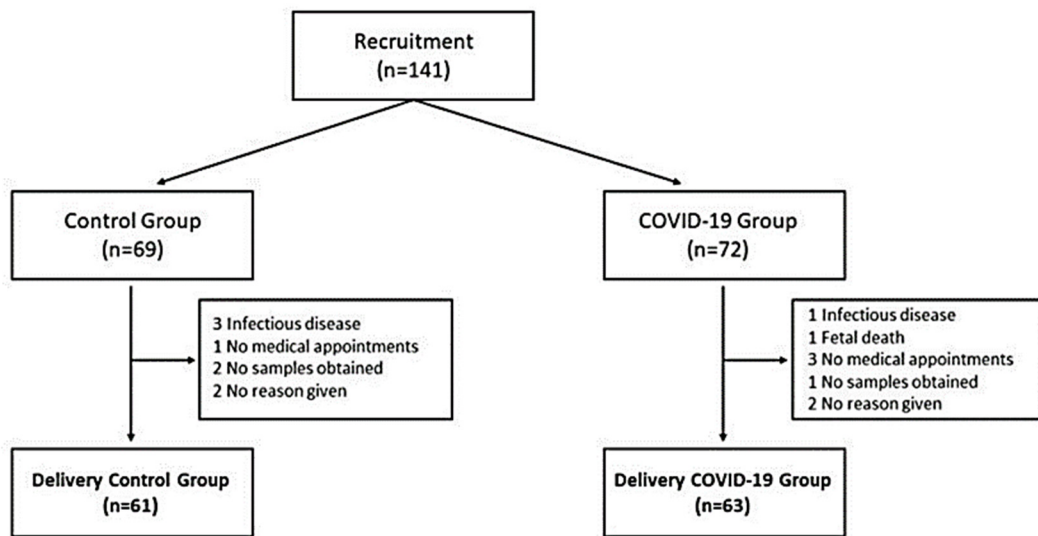 Recruitment
(n=141)
Control Group
(n=69)
COVID-19 Group
(n=72)
3 Infectious disease
1 No medical appointments
2 No samples obtained
2 No reason given
1 Infectious disease
1 Fetal death
3 No medical appointments
1 No samples obtained
2 No reason given
Delivery Control Group
(n=61)
Delivery COVID-19 Group
(n=63)